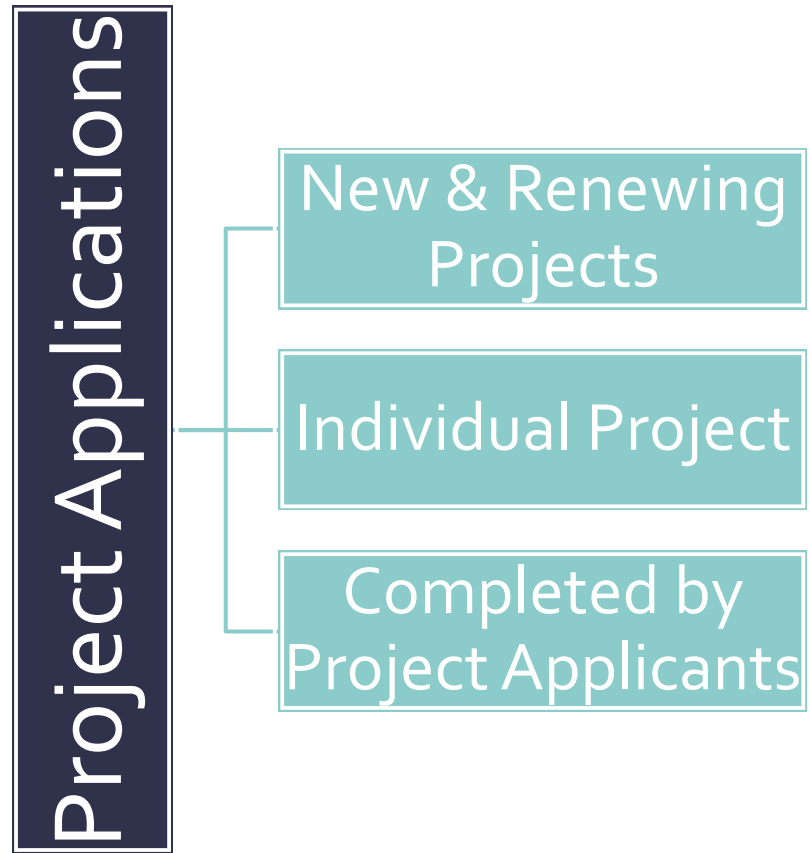 Project Applications
New & Renewing
Projects
Individual Project
Completed by
Project Applicants